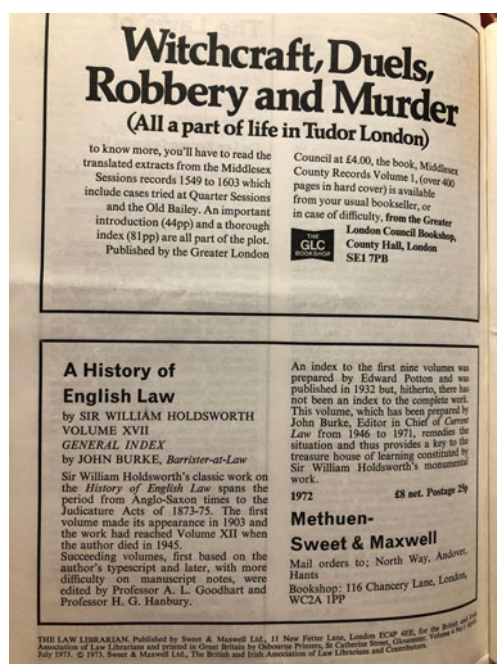 Witchcraft, Duels,
Robbery and Murder
(All a part of life in Tudor London)
to know more, you'll have to read the
translated extracts from the Middlesex
Sessions records 1549 to 1603 which
include cases tried at Quarter Sessions
and the Old Bailey. An important
introduction (44pp) and a thorough
index (81pp) are all part of the plot.
Published by the Greater London
Council at £4.00, the book, Middlesex
County Records Volume 1, (over 400
pages in hard cover) is available
from your usual bookseller, or
in case of difficulty, from the Greater
London Council Bookshop,
County Hall, London
SE1 7PB
THE
GLC
BOOKSHOP
A History of
English Law
by SIR WILLIAM HOLDSWORTH
VOLUME XVII
GENERAL INDEX
by JOHN BURKE, Barrister-at-Law
Sir William Holdsworth's classic work on
the History of English Law spans the
period from Anglo-Saxon times to the
Judicature Acts of 1873-75. The first
volume made its appearance in 1903 and
the work had reached Volume XII when
the author died in 1945.
Succeeding volumes, first based on the
author's typescript and later, with more
difficulty on manuscript notes, were
edited by Professor A. L. Goodhart and
Professor H. G. Hanbury.
An index to the first nine volumes was
prepared by Edward Potton and was
published in 1932 but, hitherto, there has
not been an index to the complete work.
This volume, which has been prepared by
John Burke, Editor in Chief of Current
Law from 1946 to 1971, remedies the
situation and thus provides a key to the
treasure house of learning constituted by
Sir William Holdsworth's monumental
work.
1972 £8 net. Postage 25p
Methuen-
Sweet & Maxwell
Mail orders to; North Way, Andover,
Hants
Bookshop: 116 Chancery Lane, London,
WC2A 1PP
THE LAW LIBRARIAN. Published by Sweet & Maxwell Ltd., 11 New Fetter Lane, London EC4P 4EE, for the British and Irish
Association of Law Librarians and printed in Great Britain by Osbourne Printers, St Catherine Street, Gloucester. Volume 4 No 1 April
July 1973. © 1973. Sweet & Maxwell Ltd., The British and Irish Association of Law Librarians and Contributors.